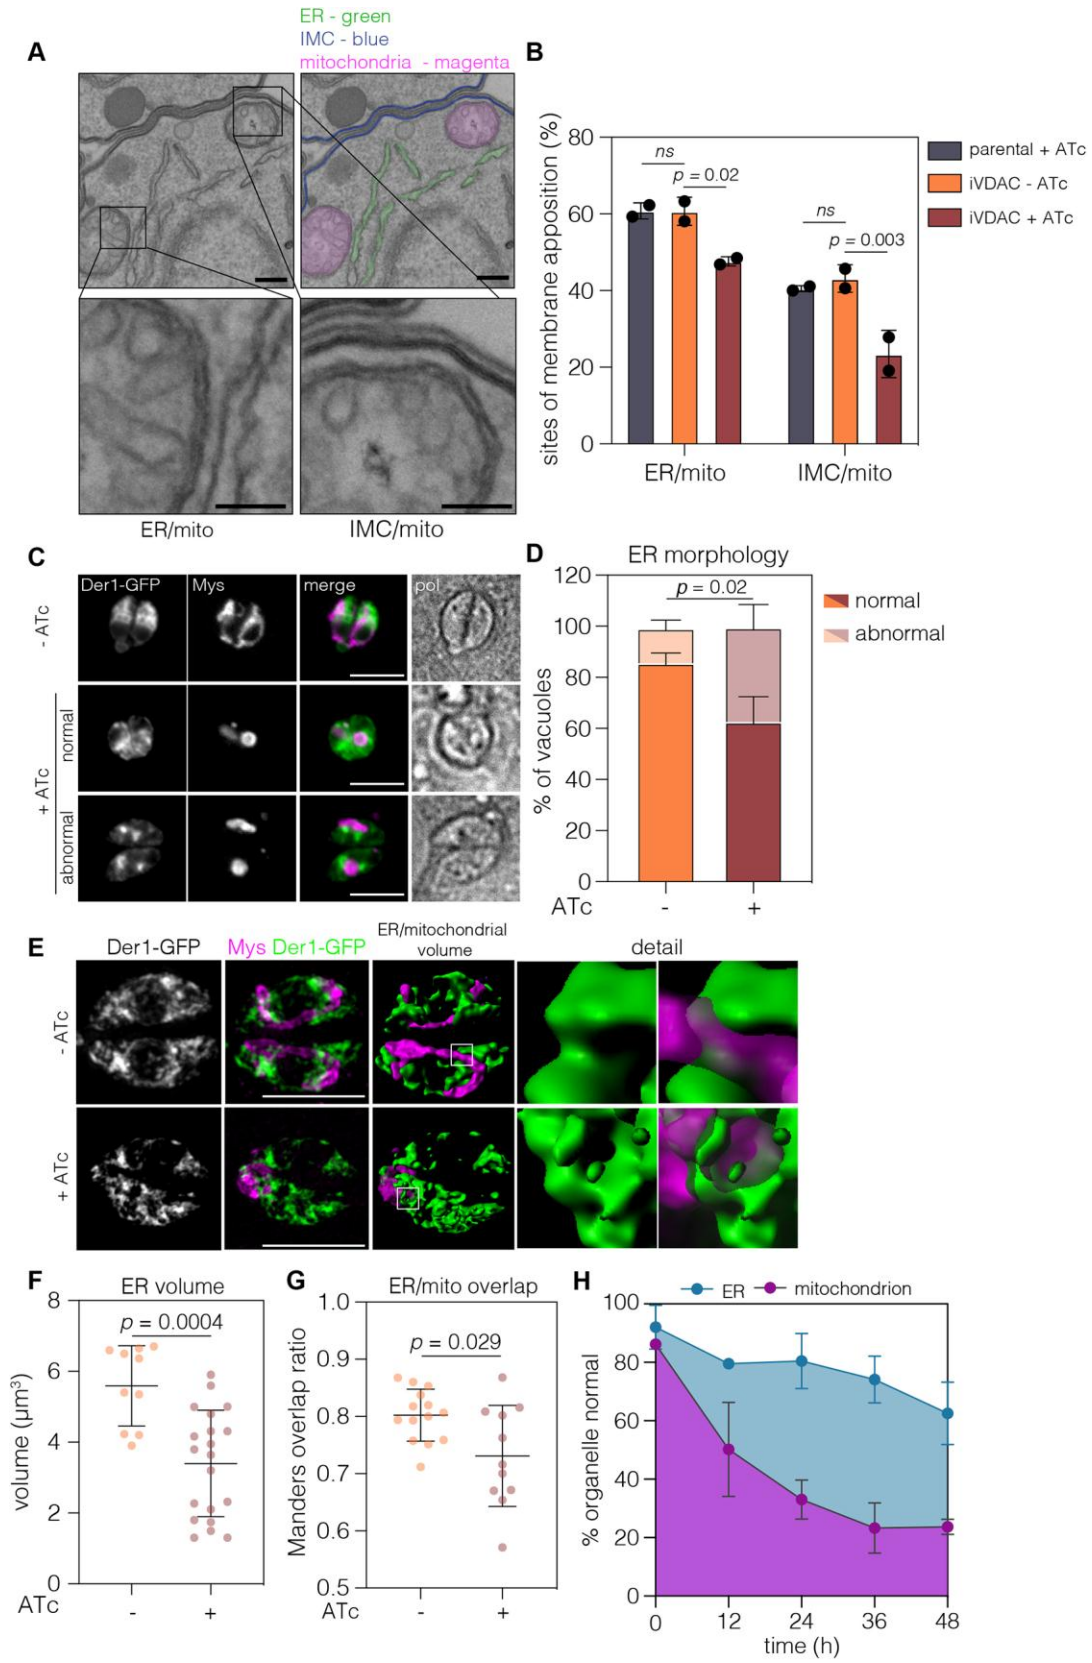 ER - green
IMC - blue
mitochondria - magenta
A
ER/mito
IMC/mito
B
sites of membrane apposition (%)
80
60
40
20
0
ns
p = 0.02
ns
p = 0.003
ER/mito
IMC/mito
parental + ATc
iVDAC - ATc
iVDAC + ATc
C
Der1-GFP
Mys
merge
pol
- ATc
+ ATc
normal
abnormal
D
ER morphology
% of vacuoles
120
100
80
60
40
20
0
p = 0.02
ATc
-
+
normal
abnormal
E
Der1-GFP
Mys Der1-GFP
ER/mitochondrial
volume
detail
- ATc
+ ATc
F
ER volume
volume (µm³)
8
6
4
2
0
p = 0.0004
ATc
-
+
G
ER/mito overlap
Manders overlap ratio
1.0
0.9
0.8
0.7
0.6
0.5
p = 0.029
ATc
-
+
H
ER
mitochondrion
% organelle normal
100
80
60
40
20
0
0
12
24
36
48
time (h)